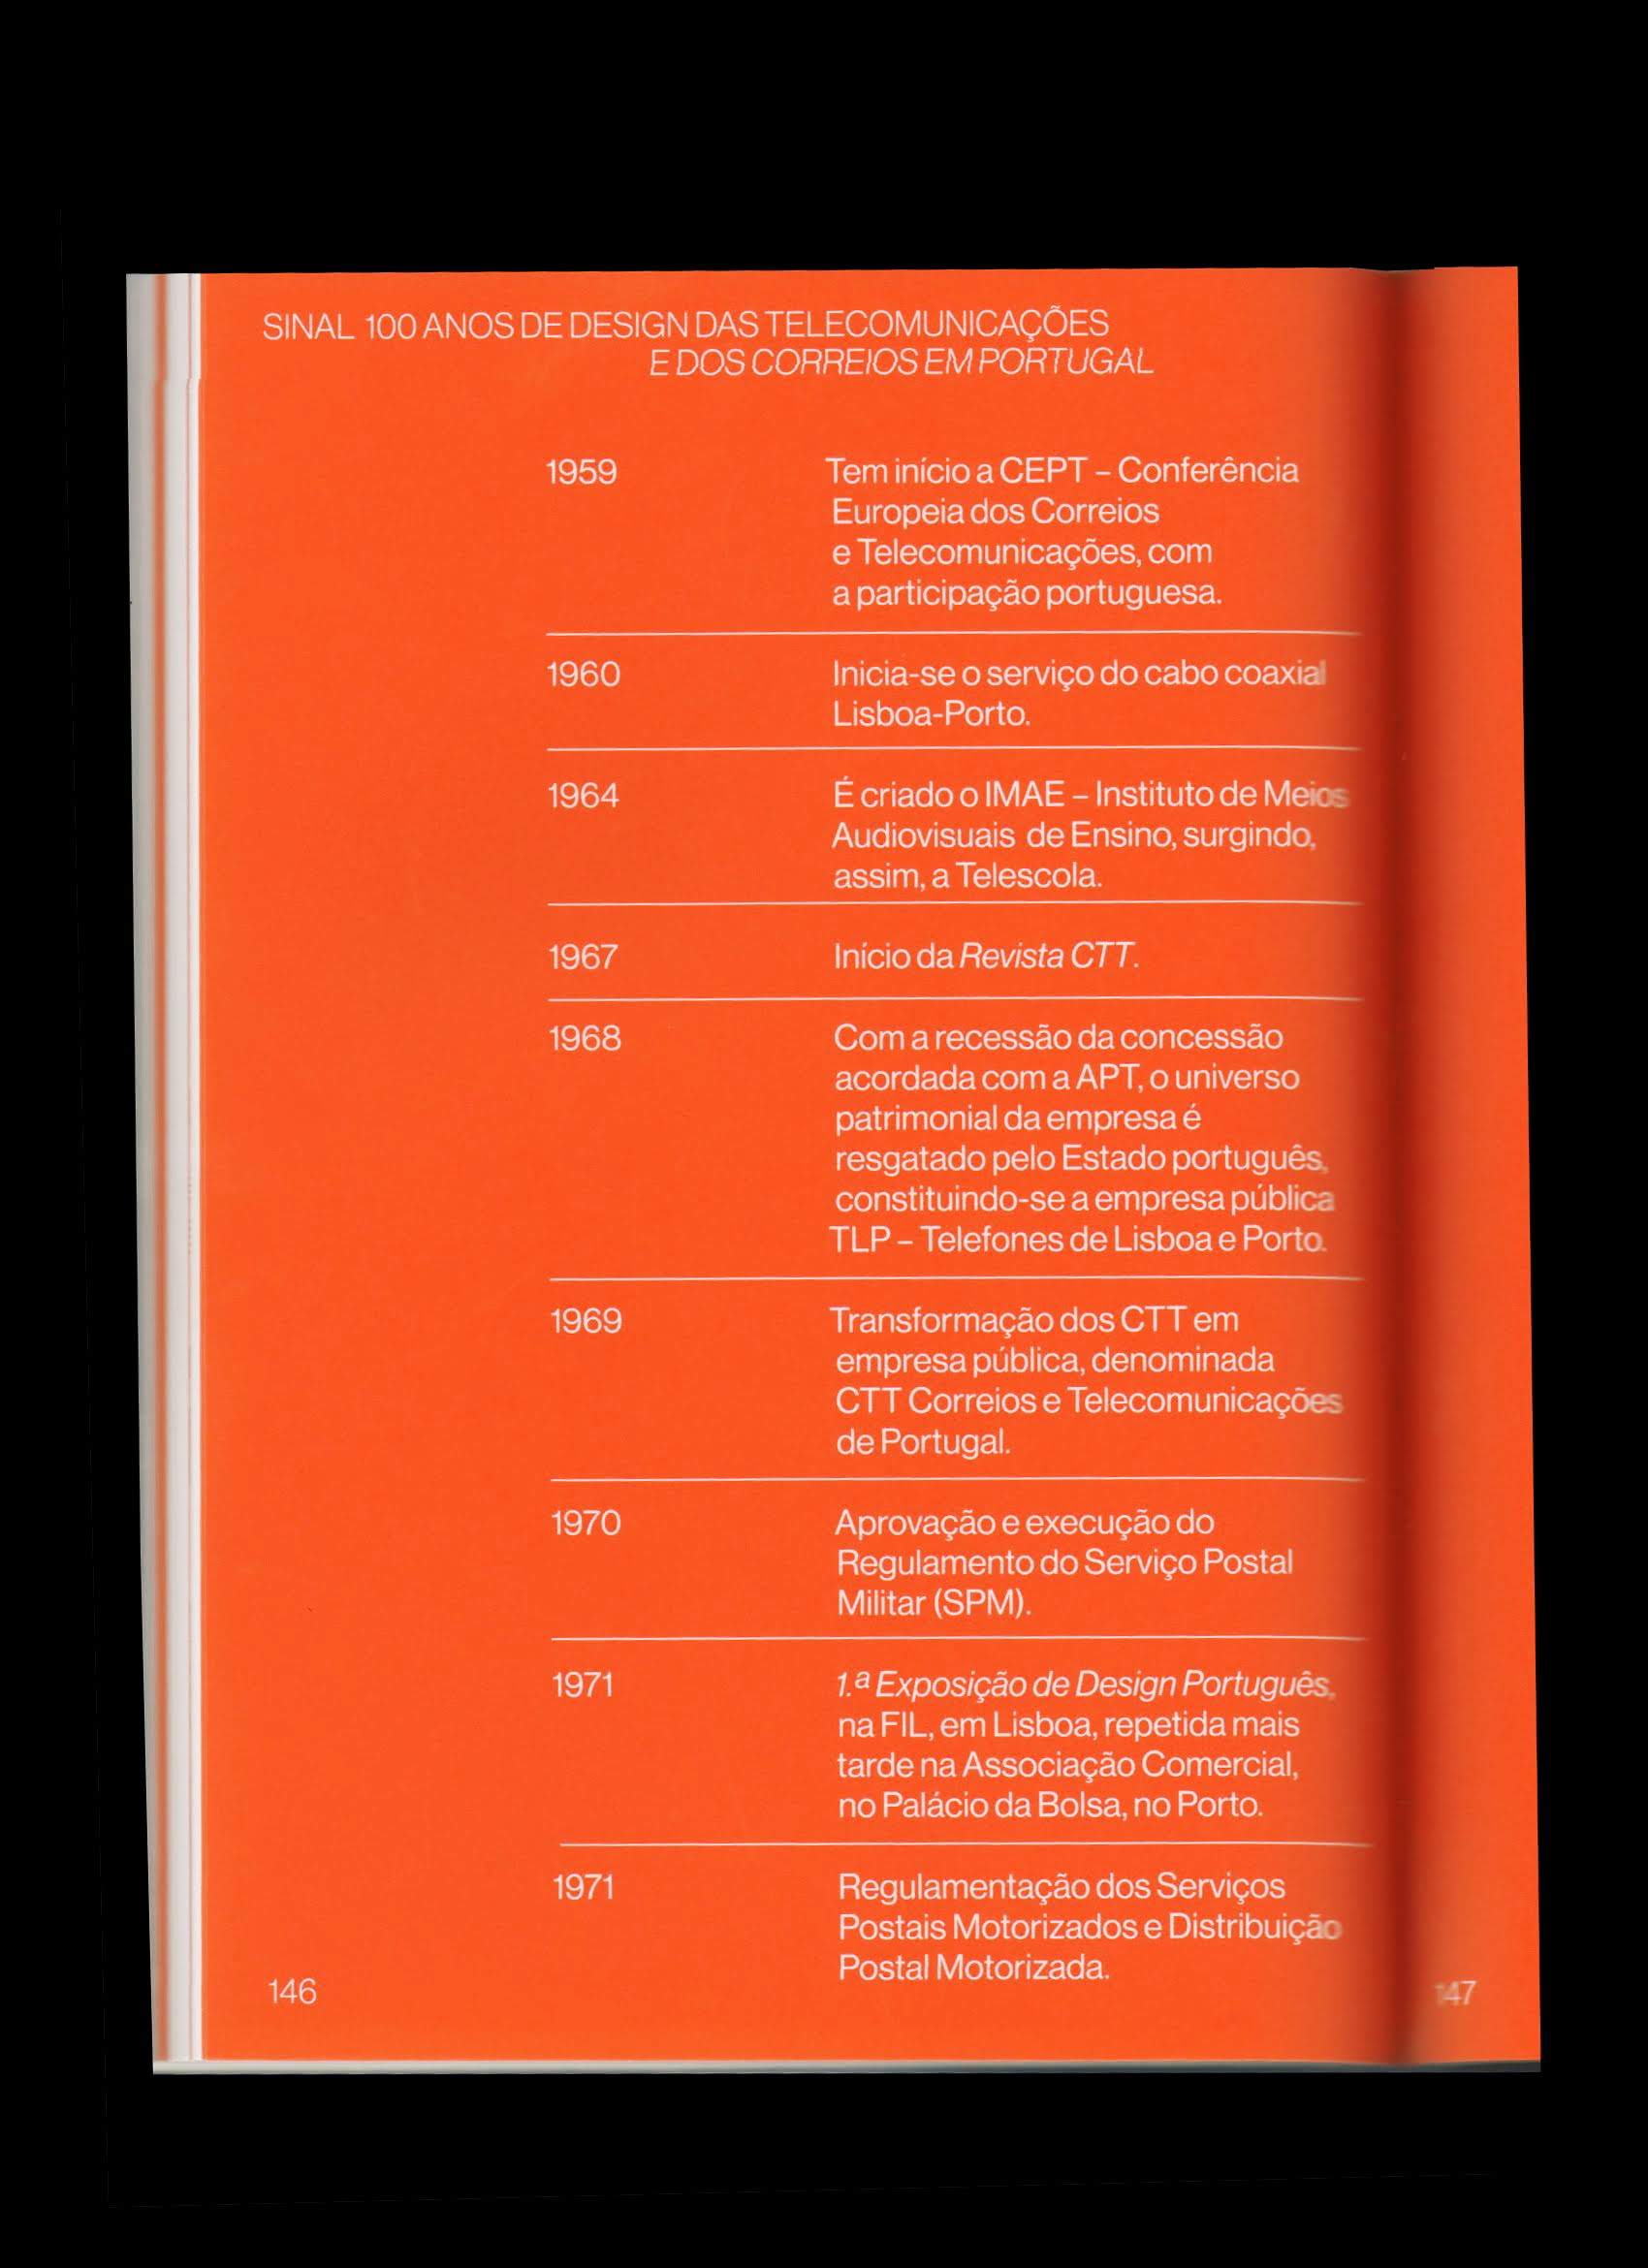 SINAL 100 ANOS DE DESIGN DAS TELECOMUNICAÇÕES
E DOS CORREIOS EM PORTUGAL
1959
Tem início a CEPT – Conferência
Europeia dos Correios
e Telecomunicações, com
a participação portuguesa.
1960
Inicia-se o serviço do cabo coaxial
Lisboa-Porto.
1964
É criado o IMAE – Instituto de Meios
Audiovisuais de Ensino, surgindo,
assim, a Telescola.
1967
Início da Revista CTT.
1968
Com a recessão da concessão
acordada com a APT, o universo
patrimonial da empresa é
resgatado pelo Estado português,
constituindo-se a empresa pública
TLP – Telefones de Lisboa e Porto.
1969
Transformação dos CTT em
empresa pública, denominada
CTT Correios e Telecomunicações
de Portugal.
1970
Aprovação e execução do
Regulamento do Serviço Postal
Militar (SPM).
1971
1.ª Exposição de Design Português,
na FIL, em Lisboa, repetida mais
tarde na Associação Comercial,
no Palácio da Bolsa, no Porto.
1971
Regulamentação dos Serviços
Postais Motorizados e Distribuição
Postal Motorizada.
146
147